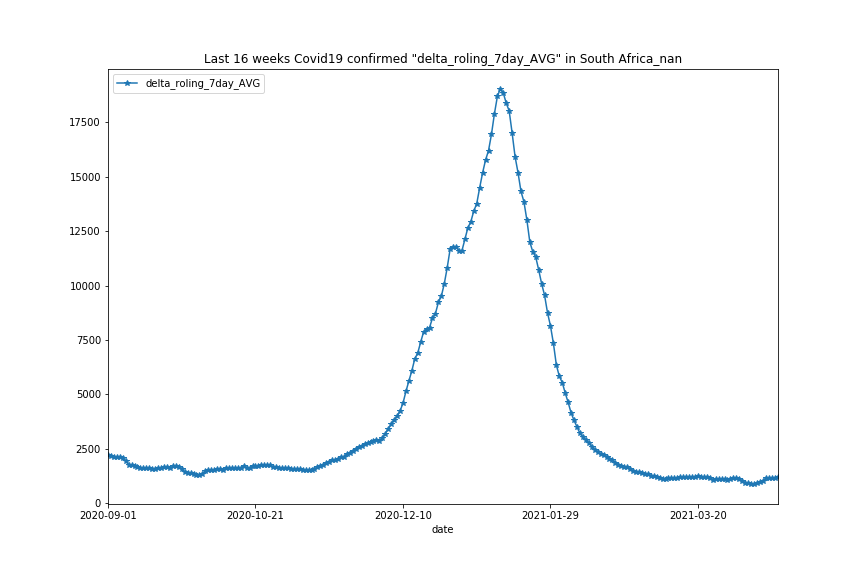 Last 16 weeks Covid19 confirmed "delta_roling_7day_AVG" in South Africa_nan
delta_roling_7day_AVG
17500
15000
12500
10000
7500
5000
2500
0
2020-09-01 2020-10-21 2020-12-10 2021-01-29 2021-03-20
date